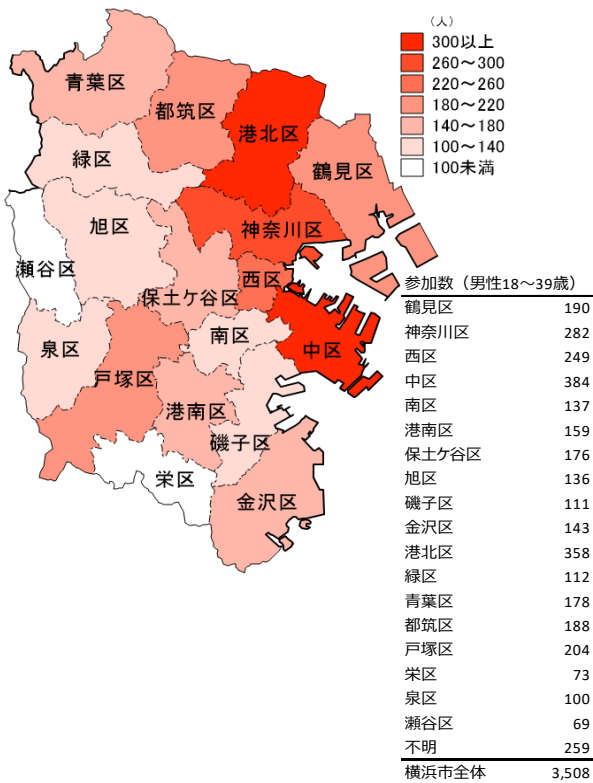 （人）
300以上
260～300
220～260
180～220
140～180
100～140
100未満
青葉区
都筑区
港北区
緑区
鶴見区
旭区
神奈川区
瀬谷区
西区
保土ケ谷区
南区
泉区
中区
戸塚区
港南区
磯子区
栄区
金沢区
参加数（男性18～39歳）
鶴見区 190
神奈川区 282
西区 249
中区 384
南区 137
港南区 159
保土ケ谷区 176
旭区 136
磯子区 111
金沢区 143
港北区 358
緑区 112
青葉区 178
都筑区 188
戸塚区 204
栄区 73
泉区 100
瀬谷区 69
不明 259
横浜市全体 3,508